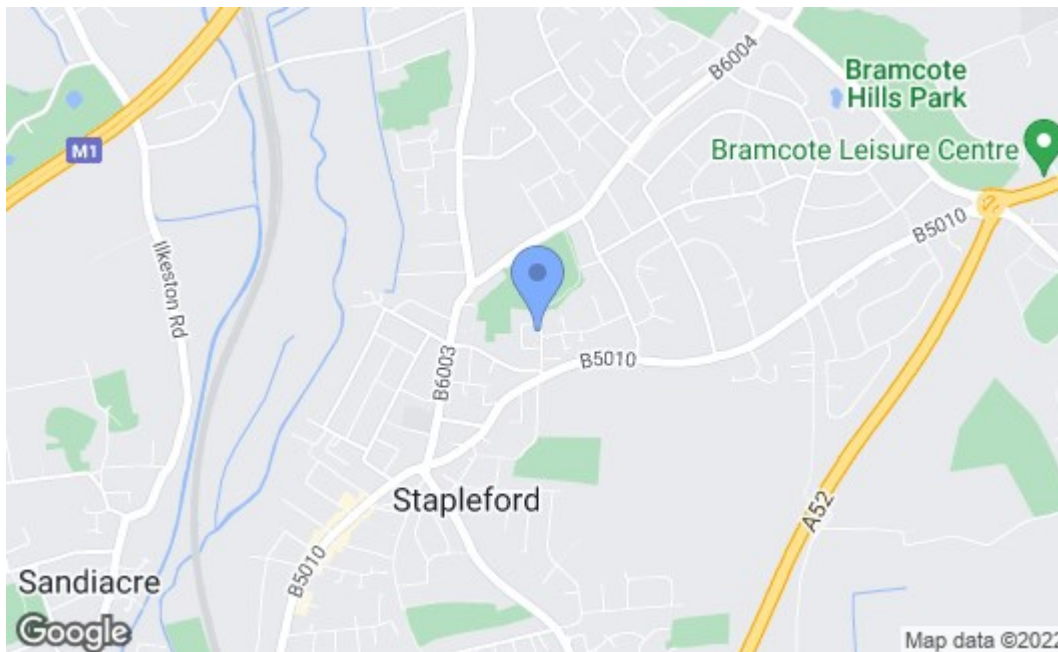 B6004
Bramcote
Hills Park
Bramcote Leisure Centre
M1
B5010
Ilkeston Rd
B6003
B5010
Stapleford
A52
B5010
Sandiacre
Google
Map data ©2022